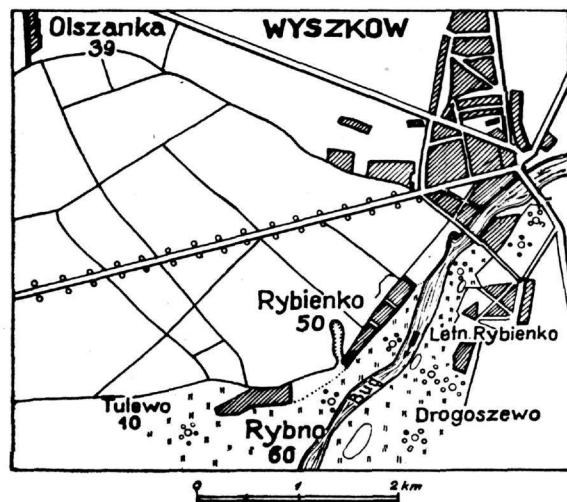 Olszanka
39
WYSZKOW
Rybienko
50
Letn. Rybienko
Tulewo
10
Bug
Drogoszewo
Rybno
60
0 1 2 km